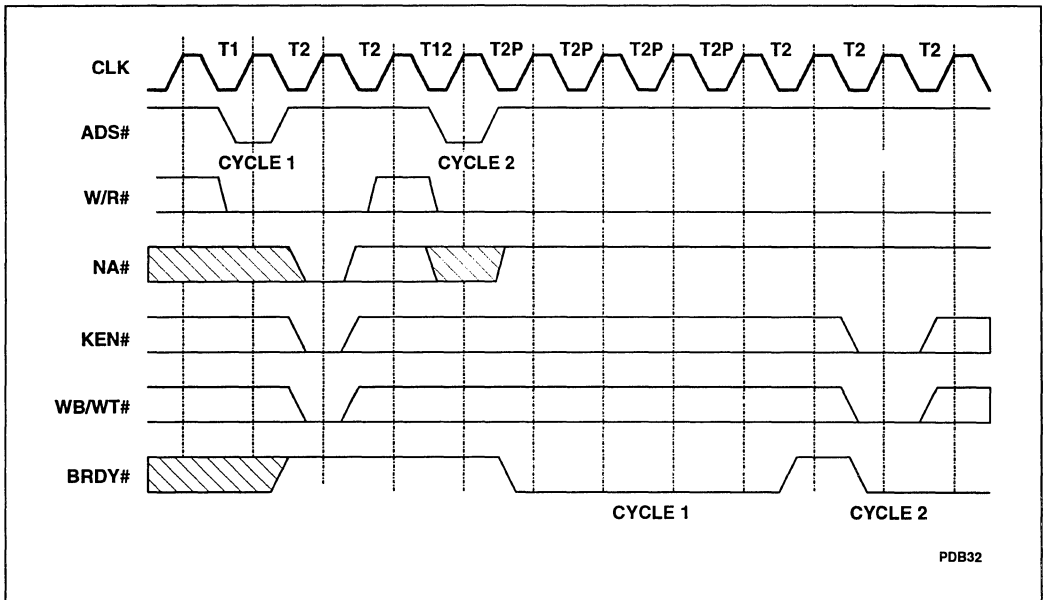 T1 T2 T2 T12 T2P T2P T2P T2P T2 T2 T2
CLK
ADS#
CYCLE 1 CYCLE 2
W/R#
NA#
KEN#
WB/WT#
BRDY#
CYCLE 1 CYCLE 2
PDB32